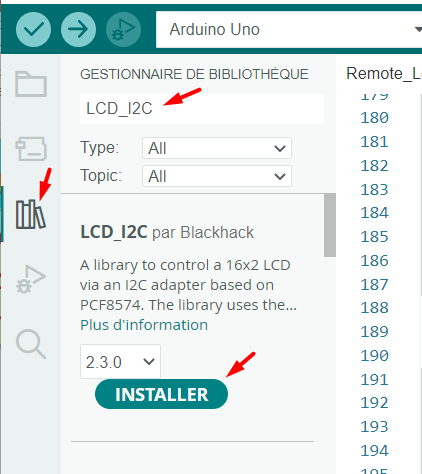 Arduino Uno
GESTIONNAIRE DE BIBLIOTHÈQUE
LCD_I2C
Type: All
Topic: All
LCD_I2C par Blackhack
A library to control a 16x2 LCD
via an I2C adapter based on
PCF8574. The library uses the...
Plus d'information
2.3.0
INSTALLER
Remote_L
179
180
181
182
183
184
185
186
187
188
189
190
191
192
193
194
195